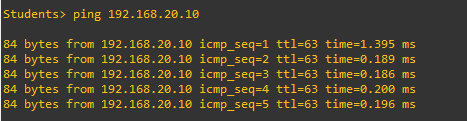 Students> ping 192.168.20.10
84 bytes from 192.168.20.10 icmp_seq=1 ttl=63 time=1.395 ms
84 bytes from 192.168.20.10 icmp_seq=2 ttl=63 time=0.189 ms
84 bytes from 192.168.20.10 icmp_seq=3 ttl=63 time=0.186 ms
84 bytes from 192.168.20.10 icmp_seq=4 ttl=63 time=0.200 ms
84 bytes from 192.168.20.10 icmp_seq=5 ttl=63 time=0.196 ms